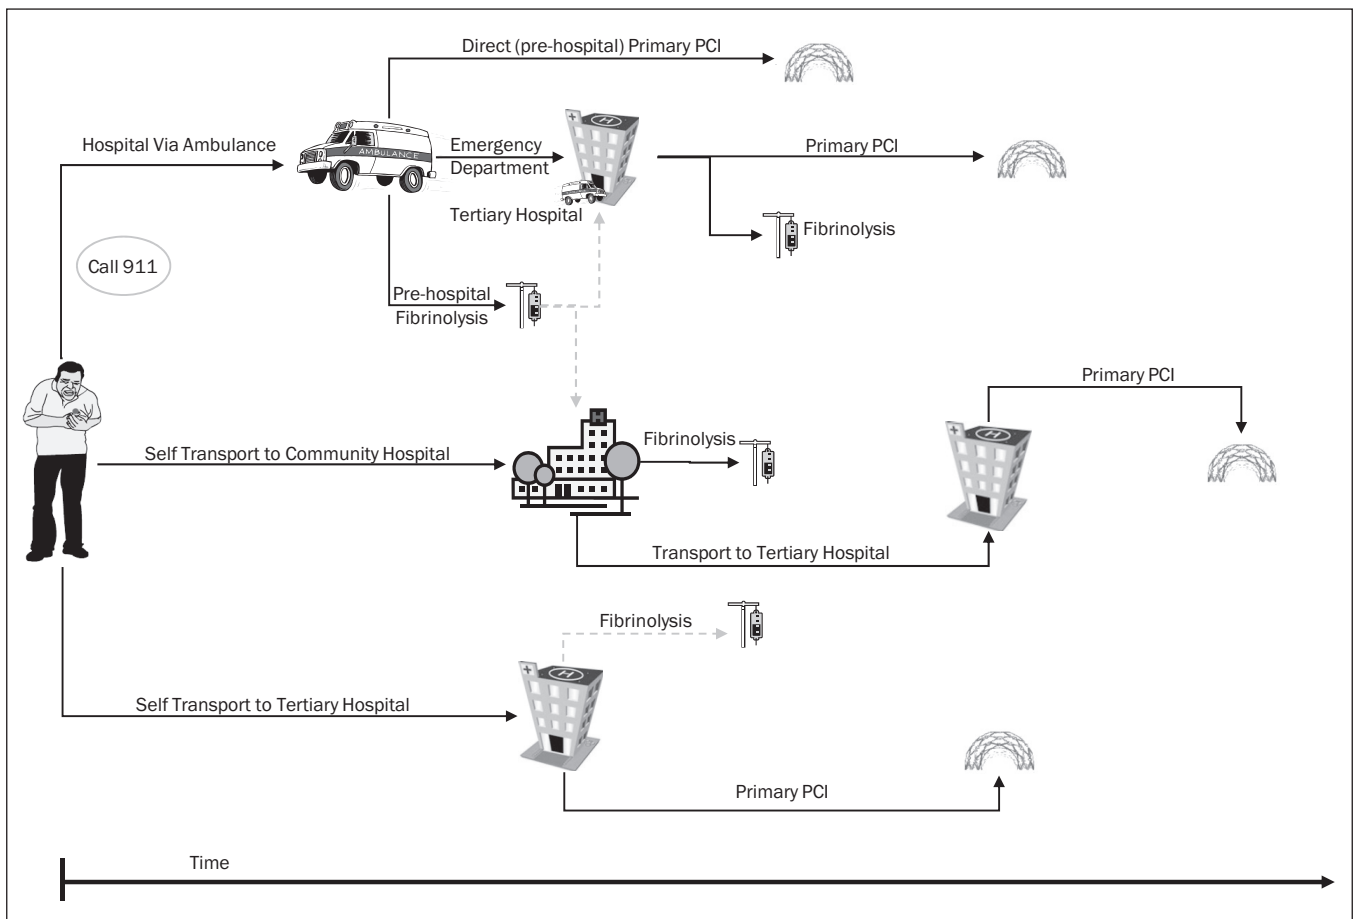 Direct (pre-hospital) Primary PCI
Hospital Via Ambulance
AMBULANCE
Emergency
Department
H
Primary PCI
Tertiary Hospital
Fibrinolysis
Call 911
Pre-hospital
Fibrinolysis
Primary PCI
H
H
Self Transport to Community Hospital
Fibrinolysis
Transport to Tertiary Hospital
Fibrinolysis
H
Self Transport to Tertiary Hospital
Primary PCI
Time